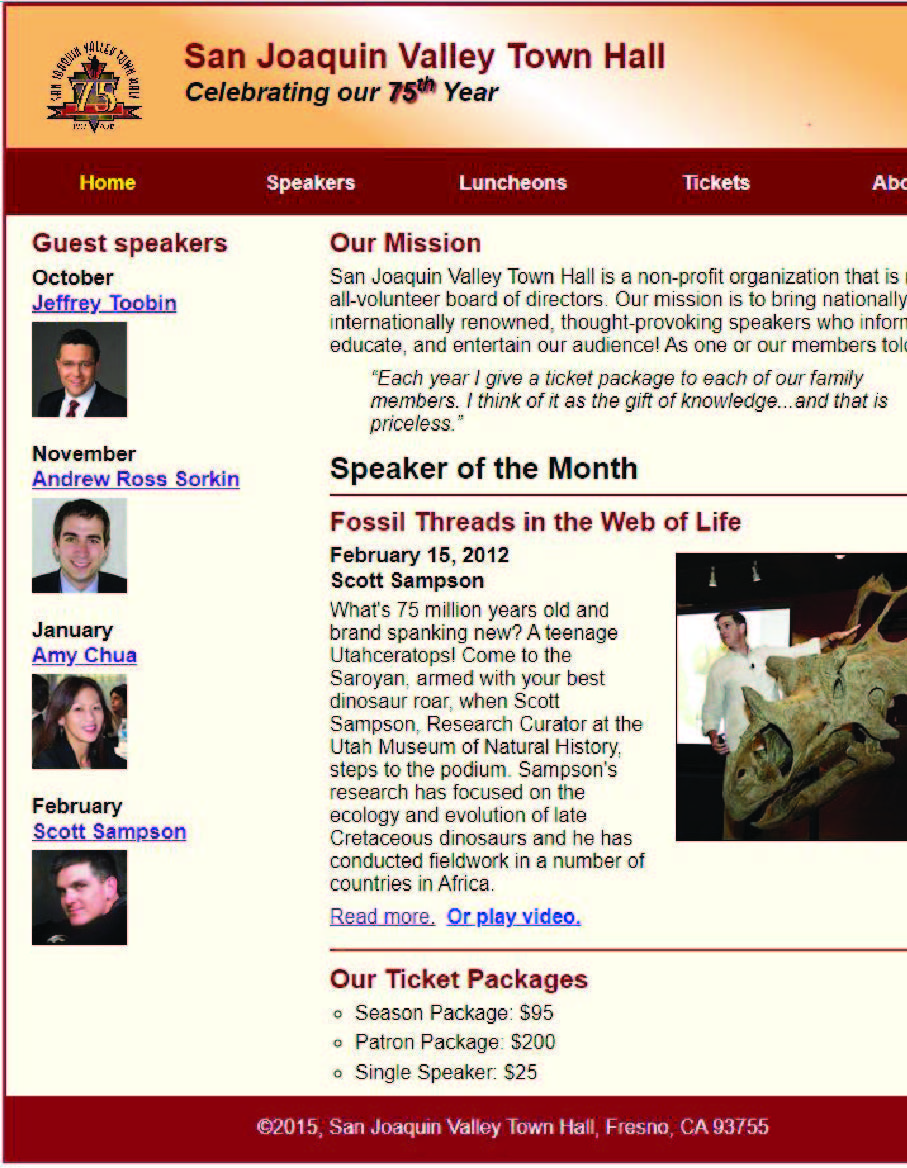 SAN JOAQUIN VALLEY TOWN HALL
75
San Joaquin Valley Town Hall
Celebrating our 75th Year
Home Speakers Luncheons Tickets Abo
Guest speakers
October
Jeffrey Toobin
November
Andrew Ross Sorkin
January
Amy Chua
February
Scott Sampson
Our Mission
San Joaquin Valley Town Hall is a non-profit organization that is
all-volunteer board of directors. Our mission is to bring nationally
internationally renowned, thought-provoking speakers who inform
educate, and entertain our audience! As one or our members told
“Each year I give a ticket package to each of our family
members. I think of it as the gift of knowledge...and that is
priceless.”
Speaker of the Month
Fossil Threads in the Web of Life
February 15, 2012
Scott Sampson
What's 75 million years old and
brand spanking new? A teenage
Utahceratops! Come to the
Saroyan, armed with your best
dinosaur roar, when Scott
Sampson, Research Curator at the
Utah Museum of Natural History,
steps to the podium. Sampson's
research has focused on the
ecology and evolution of late
Cretaceous dinosaurs and he has
conducted fieldwork in a number of
countries in Africa.
Read more. Or play video.
Our Ticket Packages
Season Package: $95
Patron Package: $200
Single Speaker: $25
©2015, San Joaquin Valley Town Hall, Fresno, CA 93755